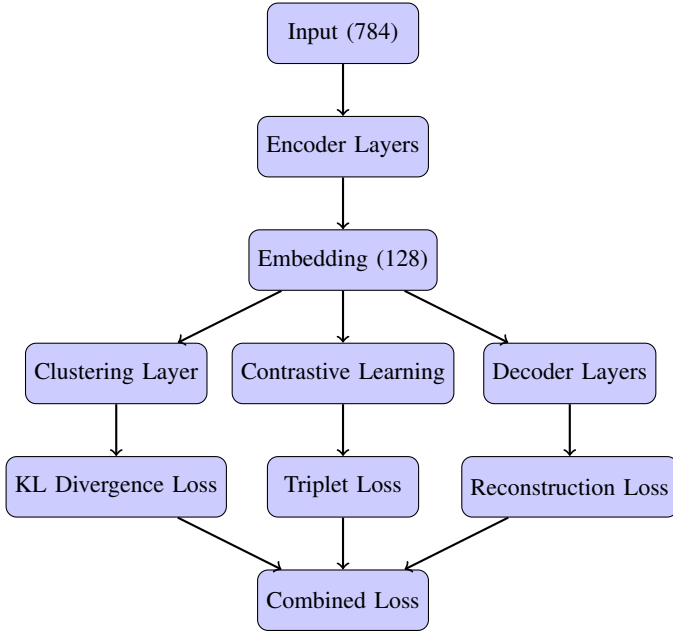 Input (784)
Encoder Layers
Embedding (128)
Clustering Layer
Contrastive Learning
Decoder Layers
KL Divergence Loss
Triplet Loss
Reconstruction Loss
Combined Loss